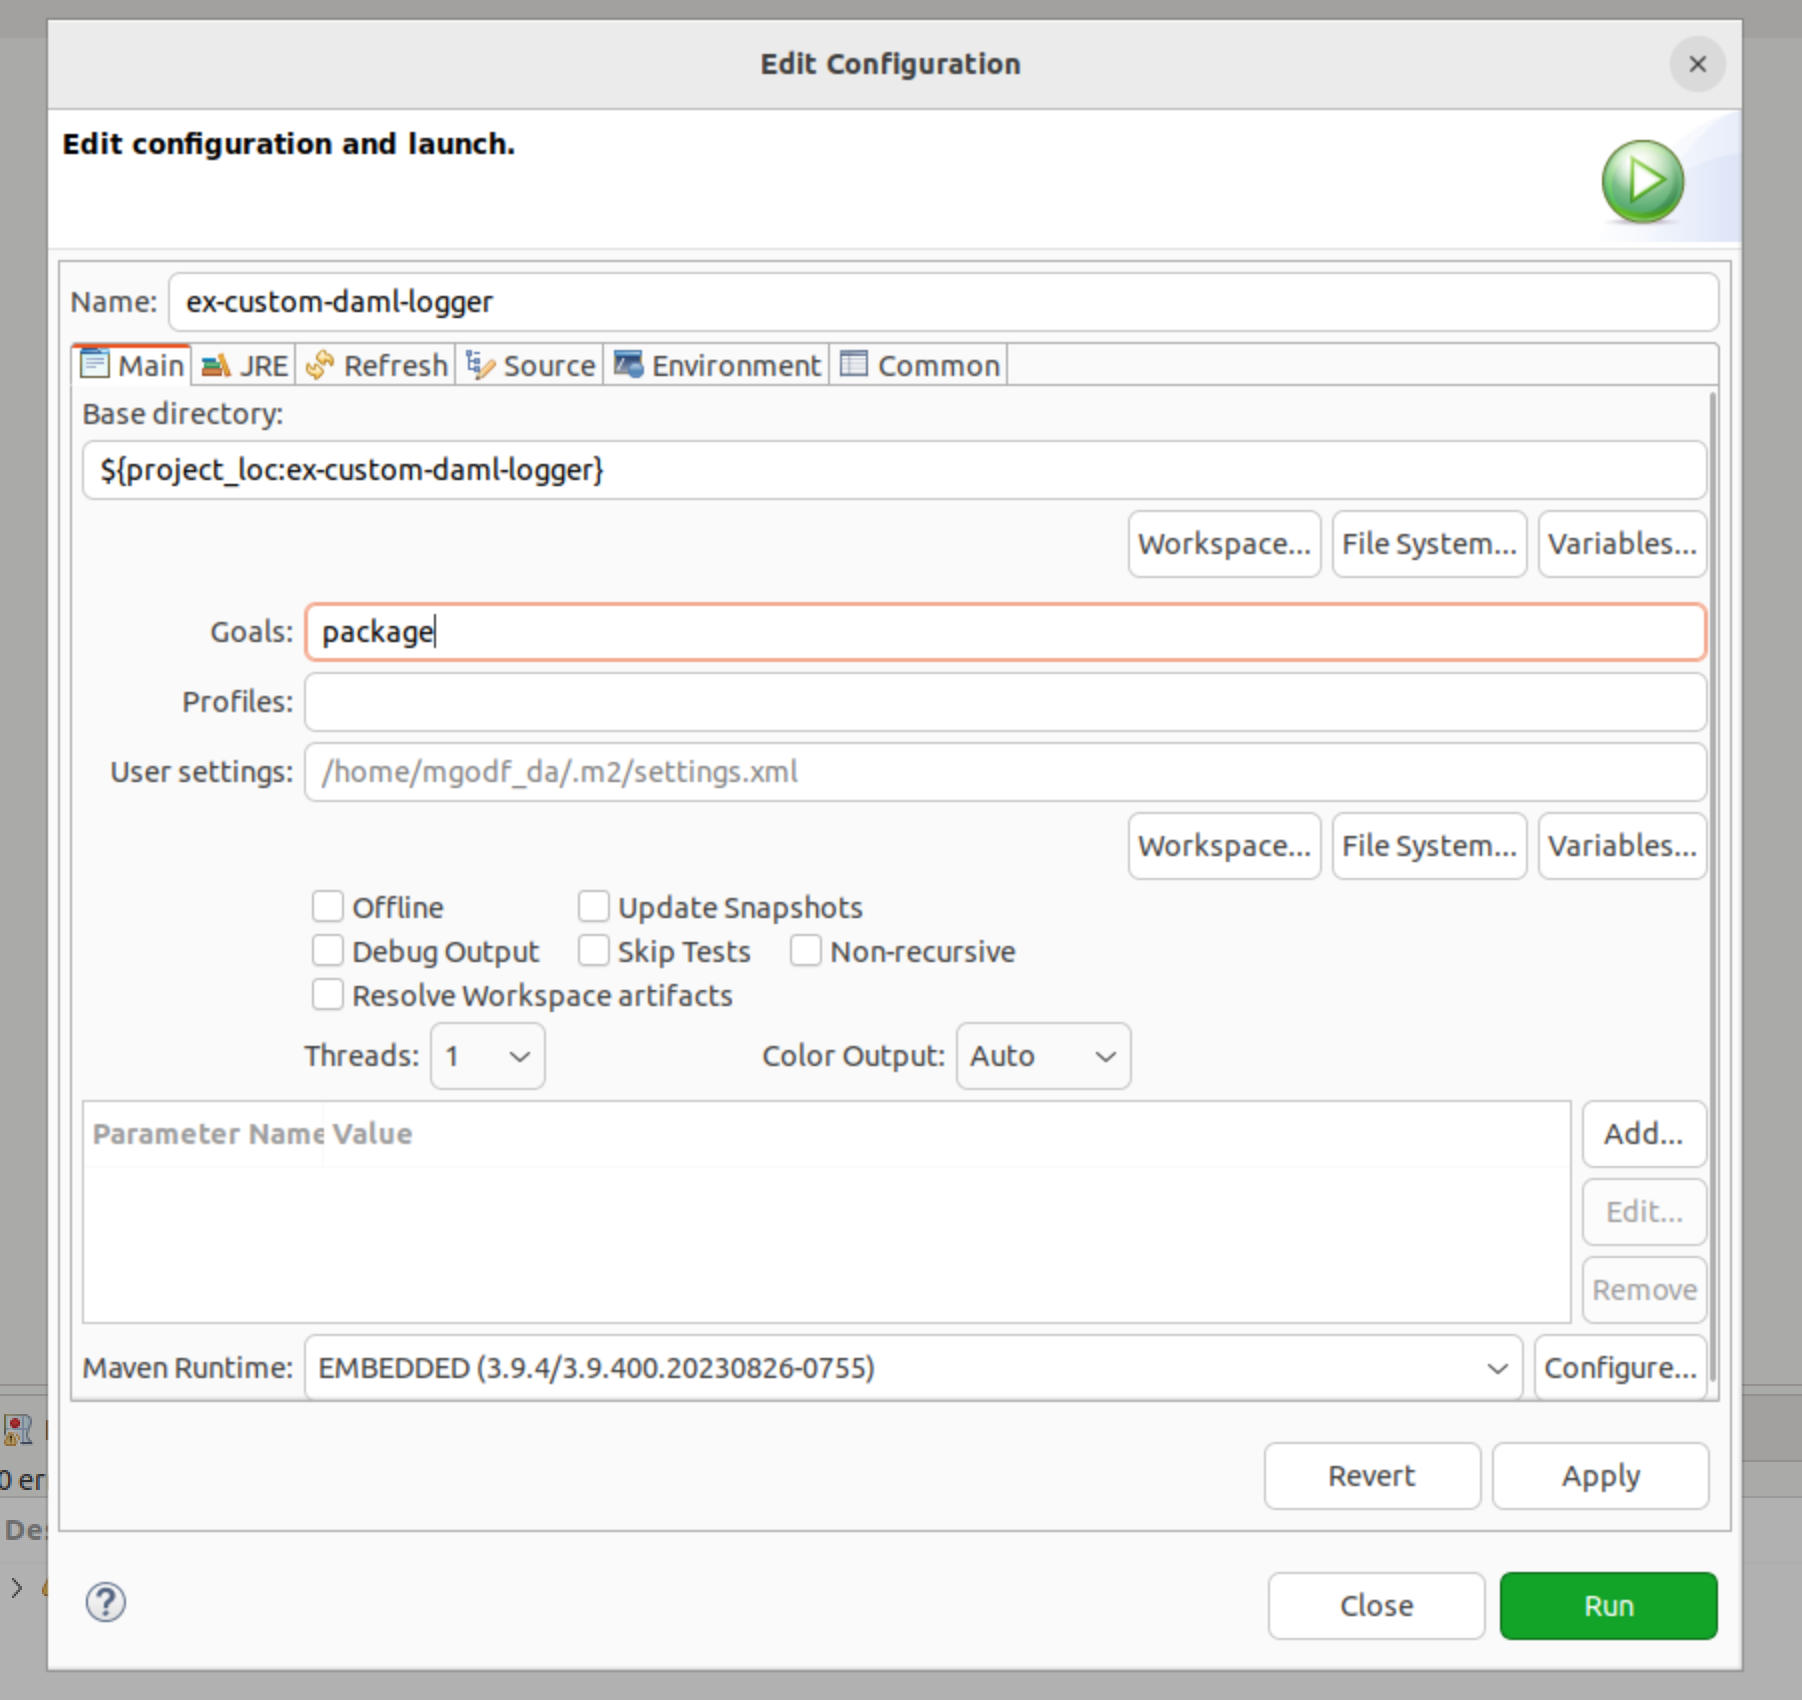 Edit Configuration
Edit configuration and launch.
Name: ex-custom-daml-logger
Main JRE Refresh Source Environment Common
Base directory:
${project_loc:ex-custom-daml-logger}
Workspace... File System... Variables...
Goals: package
Profiles:
User settings: /home/mgodf_da/.m2/settings.xml
Workspace... File System... Variables...
Offline Update Snapshots
Debug Output Skip Tests Non-recursive
Resolve Workspace artifacts
Threads: 1 Color Output: Auto
Parameter Name Value Add...
Edit...
Remove
Maven Runtime: EMBEDDED (3.9.4/3.9.400.20230826-0755) Configure...
Revert Apply
0 er
Des
Close Run